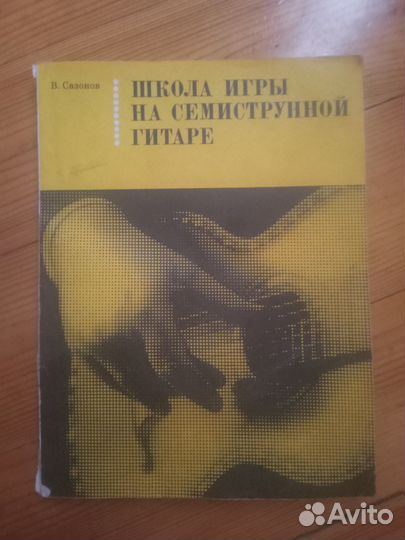 В. Сазонов
ШКОЛА ИГРЫ
НА СЕМИСТРУННОЙ
ГИТАРЕ
Avito